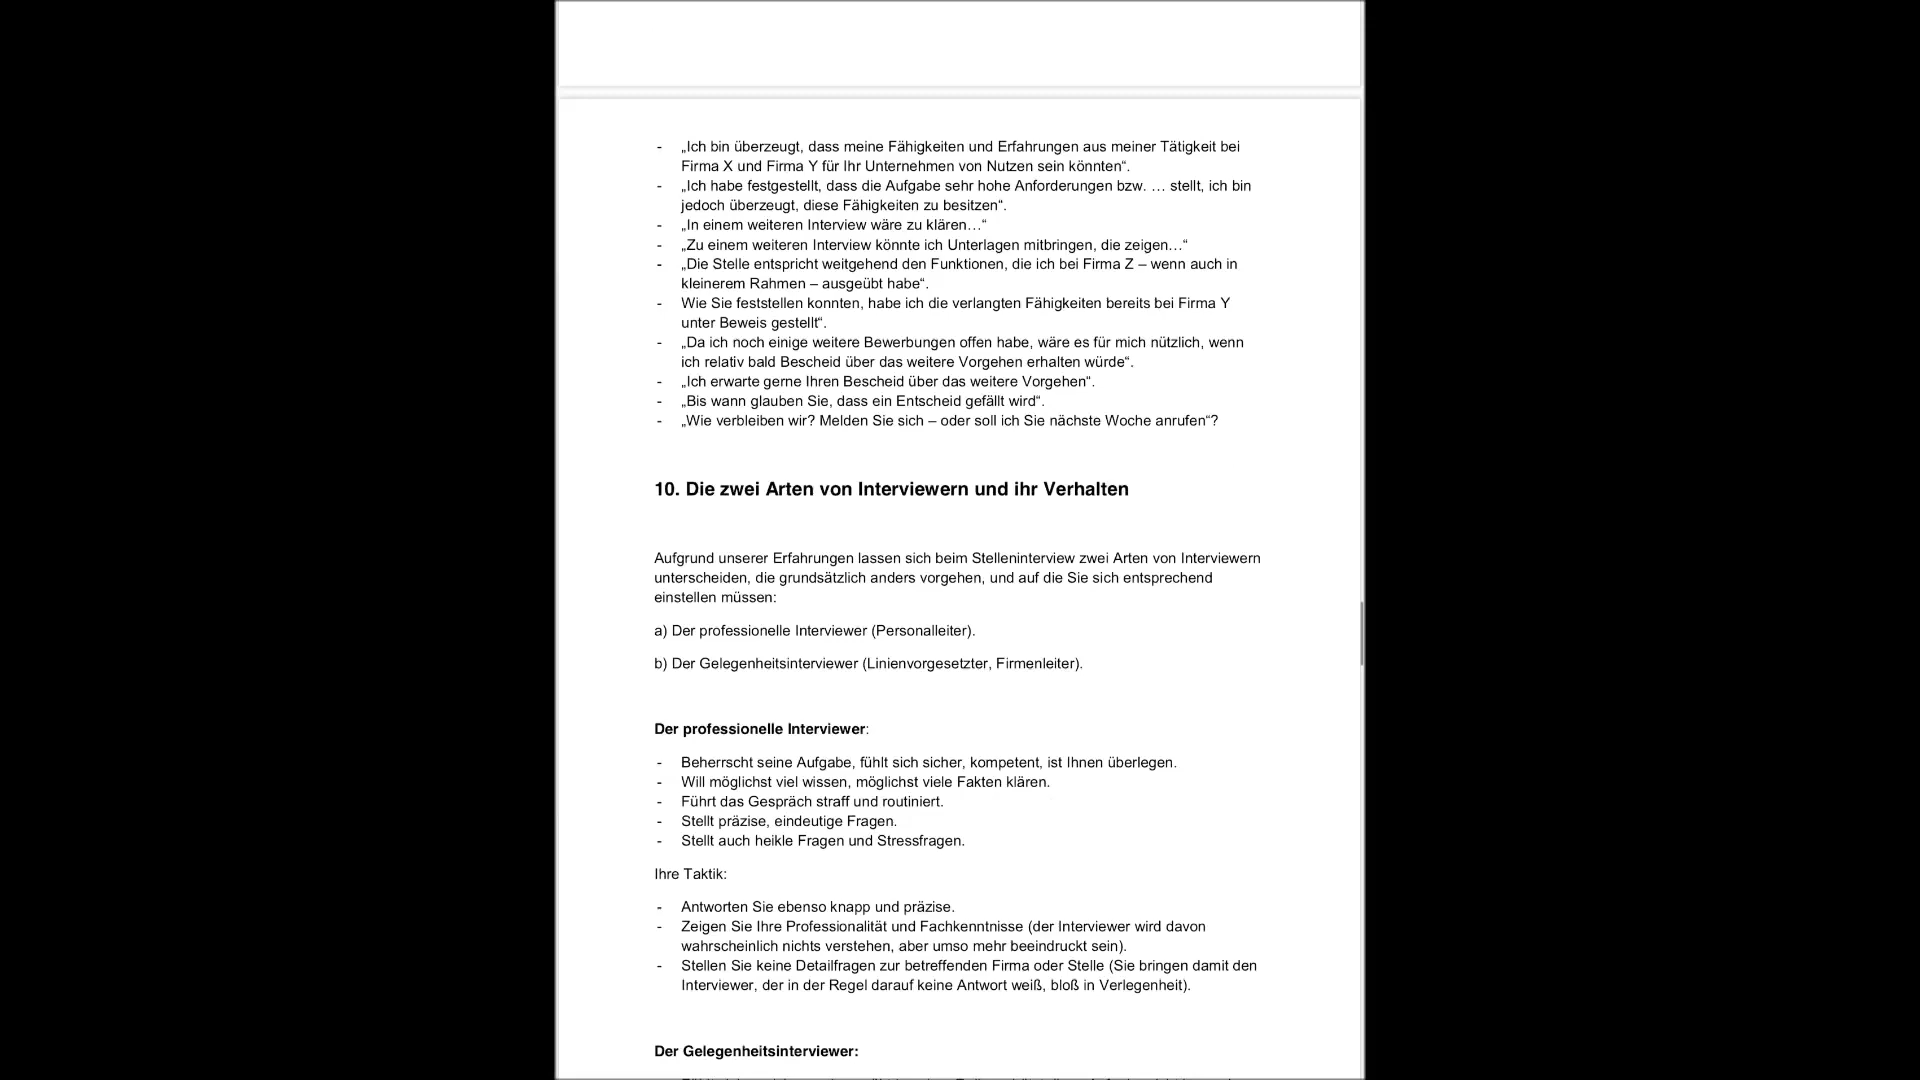 - „Ich bin überzeugt, dass meine Fähigkeiten und Erfahrungen aus meiner Tätigkeit bei
Firma X und Firma Y für Ihr Unternehmen von Nutzen sein könnten“.
- „Ich habe festgestellt, dass die Aufgabe sehr hohe Anforderungen bzw. … stellt, ich bin
jedoch überzeugt, diese Fähigkeiten zu besitzen“.
- „In einem weiteren Interview wäre zu klären…“
- „Zu einem weiteren Interview könnte ich Unterlagen mitbringen, die zeigen…“
- „Die Stelle entspricht weitgehend den Funktionen, die ich bei Firma Z – wenn auch in
kleinerem Rahmen – ausgeübt habe“.
- Wie Sie feststellen konnten, habe ich die verlangten Fähigkeiten bereits bei Firma Y
unter Beweis gestellt“.
- „Da ich noch einige weitere Bewerbungen offen habe, wäre es für mich nützlich, wenn
ich relativ bald Bescheid über das weitere Vorgehen erhalten würde“.
- „Ich erwarte gerne Ihren Bescheid über das weitere Vorgehen“.
- „Bis wann glauben Sie, dass ein Entscheid gefällt wird“.
- „Wie verbleiben wir? Melden Sie sich – oder soll ich Sie nächste Woche anrufen“?
10. Die zwei Arten von Interviewern und ihr Verhalten
Aufgrund unserer Erfahrungen lassen sich beim Stelleninterview zwei Arten von Interviewern
unterscheiden, die grundsätzlich anders vorgehen, und auf die Sie sich entsprechend
einstellen müssen:
a) Der professionelle Interviewer (Personalleiter).
b) Der Gelegenheitsinterviewer (Linienvorgesetzter, Firmenleiter).
Der professionelle Interviewer:
- Beherrscht seine Aufgabe, fühlt sich sicher, kompetent, ist Ihnen überlegen.
- Will möglichst viel wissen, möglichst viele Fakten klären.
- Führt das Gespräch straff und routiniert.
- Stellt präzise, eindeutige Fragen.
- Stellt auch heikle Fragen und Stressfragen.
Ihre Taktik:
- Antworten Sie ebenso knapp und präzise.
- Zeigen Sie Ihre Professionalität und Fachkenntnisse (der Interviewer wird davon
wahrscheinlich nichts verstehen, aber umso mehr beeindruckt sein).
- Stellen Sie keine Detailfragen zur betreffenden Firma oder Stelle (Sie bringen damit den
Interviewer, der in der Regel darauf keine Antwort weiß, bloß in Verlegenheit).
Der Gelegenheitsinterviewer: